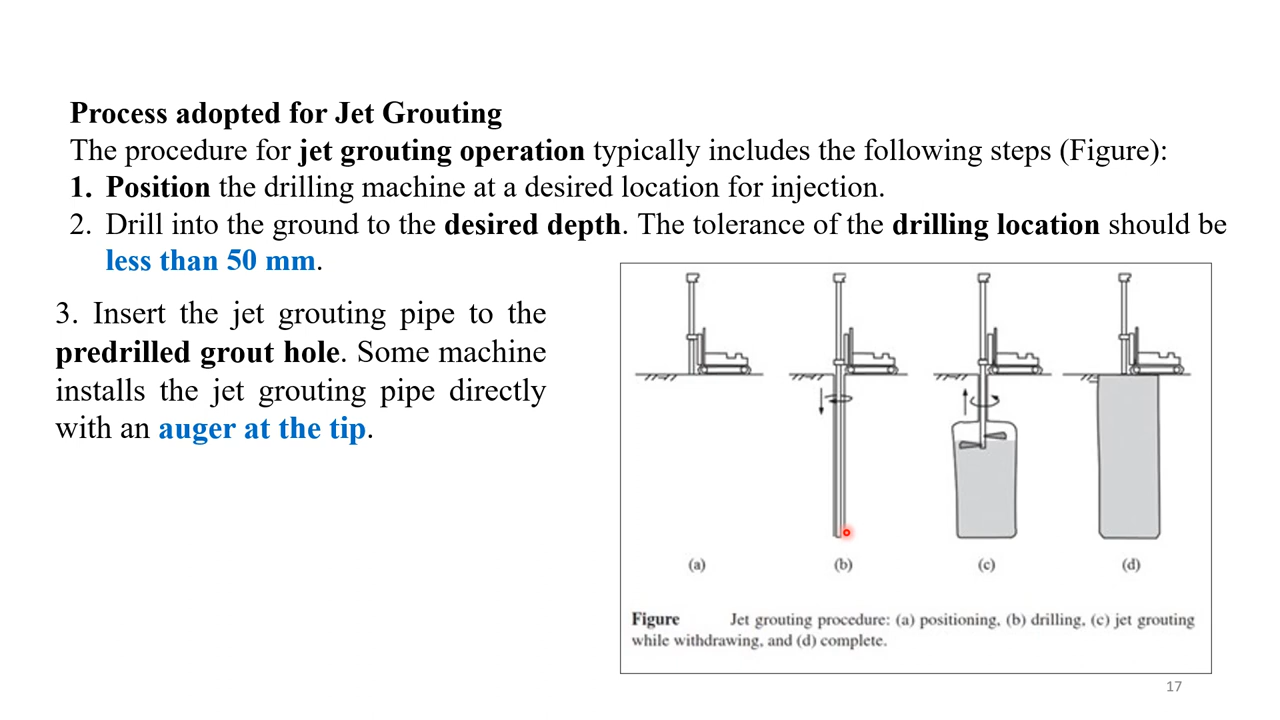 Process adopted for Jet Grouting
The procedure for jet grouting operation typically includes the following steps (Figure):
1. Position the drilling machine at a desired location for injection.
2. Drill into the ground to the desired depth. The tolerance of the drilling location should be
less than 50 mm.
3. Insert the jet grouting pipe to the
predrilled grout hole. Some machine
installs the jet grouting pipe directly
with an auger at the tip.
(a) (b) (c) (d)
Figure Jet grouting procedure: (a) positioning, (b) drilling, (c) jet grouting
while withdrawing, and (d) complete.
17